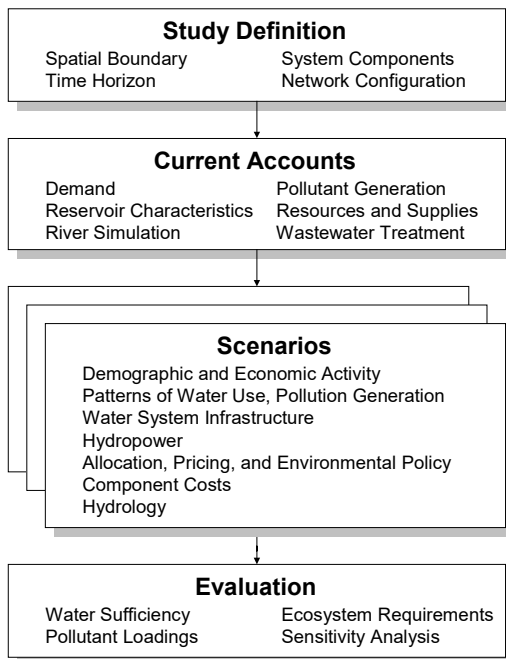 Study Definition
Spatial Boundary System Components
Time Horizon Network Configuration
Current Accounts
Demand Pollutant Generation
Reservoir Characteristics Resources and Supplies
River Simulation Wastewater Treatment
Scenarios
Demographic and Economic Activity
Patterns of Water Use, Pollution Generation
Water System Infrastructure
Hydropower
Allocation, Pricing, and Environmental Policy
Component Costs
Hydrology
Evaluation
Water Sufficiency Ecosystem Requirements
Pollutant Loadings Sensitivity Analysis